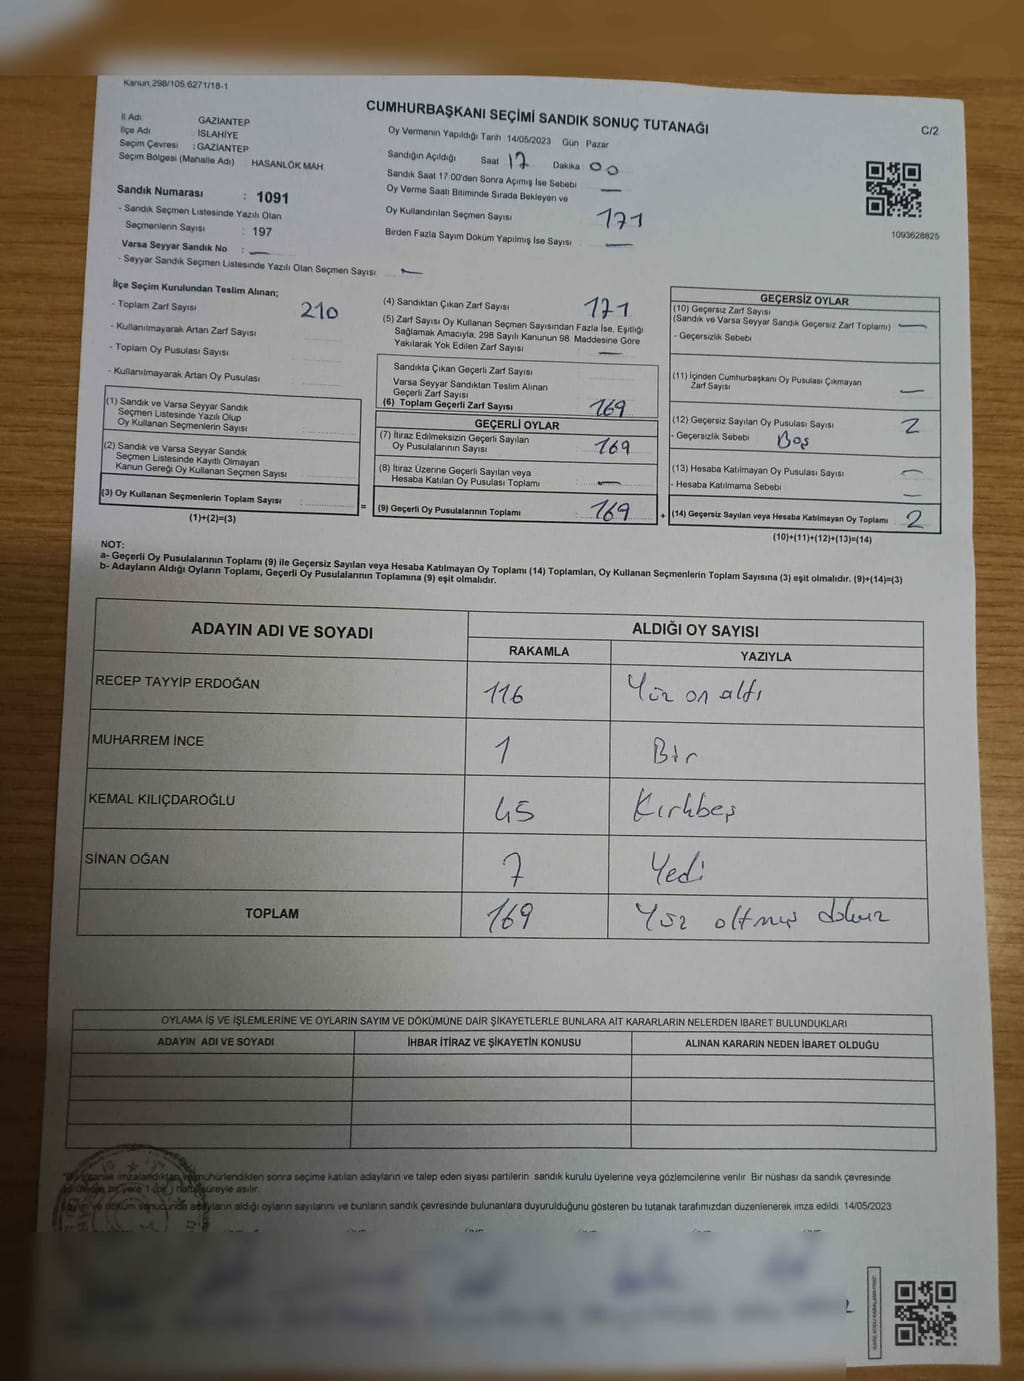 Kanun,298/105,6271/18-1
CUMHURBAŞKANI SEÇİMİ SANDIK SONUÇ TUTANAĞI
C/2
İl Adı GAZİANTEP
İlçe Adı : İSLAHİYE
Seçim Çevresi : GAZİANTEP
Seçim Bölgesi (Mahalle Adı) : HASANLÖK MAH
Sandık Numarası : 1091
- Sandık Seçmen Listesinde Yazılı Olan
Seçmenlerin Sayısı : 197
Varsa Seyyar Sandık No : —
- Seyyar Sandık Seçmen Listesinde Yazılı Olan Seçmen Sayısı —
Oy Vermenin Yapıldığı Tarih 14/05/2023 Gün Pazar
Sandığın Açıldığı Saat 17 Dakika 00
Sandık Saat 17.00'den Sonra Açımış İse Sebebi —
Oy Verme Saati Bitiminde Sırada Bekleyen ve
Oy Kullandırılan Seçmen Sayısı 171
Birden Fazla Sayım Döküm Yapılmış İse Sayısı : —
1093628825
İlçe Seçim Kurulundan Teslim Alınan;
- Toplam Zarf Sayısı 210
- Kullanılmayarak Artan Zarf Sayısı
- Toplam Oy Pusulası Sayısı
- Kullanılmayarak Artan Oy Pusulası
(1) Sandık ve Varsa Seyyar Sandık
Seçmen Listesinde Yazılı Olup
Oy Kullanan Seçmenlerin Sayısı
(2) Sandık ve Varsa Seyyar Sandık
Seçmen Listesinde Kayıtlı Olmayan
Kanun Gereği Oy Kullanan Seçmen Sayısı
(3) Oy Kullanan Seçmenlerin Toplam Sayısı
(1)+(2)=(3)
(4) Sandıktan Çıkan Zarf Sayısı 171
(5) Zarf Sayısı Oy Kullanan Seçmen Sayısından Fazla İse, Eşitliği
Sağlamak Amacıyla, 298 Sayılı Kanunun 98. Maddesine Göre
Yakılarak Yok Edilen Zarf Sayısı —
Sandıkta Çıkan Geçerli Zarf Sayısı
Varsa Seyyar Sandıktan Teslim Alınan
Geçerli Zarf Sayısı
(6) Toplam Geçerli Zarf Sayısı 169
GEÇERLİ OYLAR
(7) İtiraz Edilmeksizin Geçerli Sayılan
Oy Pusulalarının Sayısı 169
(8) İtiraz Üzerine Geçerli Sayılan veya
Hesaba Katılan Oy Pusulası Toplamı —
= (9) Geçerli Oy Pusulalarının Toplamı : 169 +
GEÇERSİZ OYLAR
(10) Geçersiz Zarf Sayısı
(Sandık ve Varsa Seyyar Sandık Geçersiz Zarf Toplamı) —
- Geçersizlik Sebebi
(11) İçinden Cumhurbaşkanı Oy Pusulası Çıkmayan
Zarf Sayısı —
(12) Geçersiz Sayılan Oy Pusulası Sayısı 2
- Geçersizlik Sebebi Boş
(13) Hesaba Katılmayan Oy Pusulası Sayısı —
- Hesaba Katılmama Sebebi —
(14) Geçersiz Sayılan veya Hesaba Katılmayan Oy Toplamı 2
(10)+(11)+(12)+(13)=(14)
NOT:
a- Geçerli Oy Pusulalarının Toplamı (9) ile Geçersiz Sayılan veya Hesaba Katılmayan Oy Toplamı (14) Toplamları, Oy Kullanan Seçmenlerin Toplam Sayısına (3) eşit olmalıdır. (9)+(14)=(3)
b- Adayların Aldığı Oyların Toplamı, Geçerli Oy Pusulalarının Toplamına (9) eşit olmalıdır.
ADAYIN ADI VE SOYADI
ALDIĞI OY SAYISI
RAKAMLA YAZIYLA
RECEP TAYYİP ERDOĞAN 116 Yüz on altı
MUHARREM İNCE 1 Bir
KEMAL KILIÇDAROĞLU 45 Kırkbeş
SİNAN OĞAN 7 Yedi
TOPLAM 169 Yüz altmış dokuz
OYLAMA İŞ VE İŞLEMLERİNE VE OYLARIN SAYIM VE DÖKÜMÜNE DAİR ŞİKAYETLERLE BUNLARA AİT KARARLARIN NELERDEN İBARET BULUNDUKLARI
ADAYIN ADI VE SOYADI İHBAR İTİRAZ VE ŞİKAYETİN KONUSU ALINAN KARARIN NEDEN İBARET OLDUĞU
imzalandıktan ve mühürlendikten sonra seçime katılan adayların ve talep eden siyasi partilerin sandık kurulu üyelerine veya gözlemcilerine verilir Bir nüshası da sandık çevresinde
bir yere 1 (bir) hafta süreyle asılır.
Sayım ve döküm sonucunda adayların aldığı oyların sayılarını ve bunların sandık çevresinde bulunanlara duyurulduğunu gösteren bu tutanak tarafımızdan düzenlenerek imza edildi. 14/05/2023